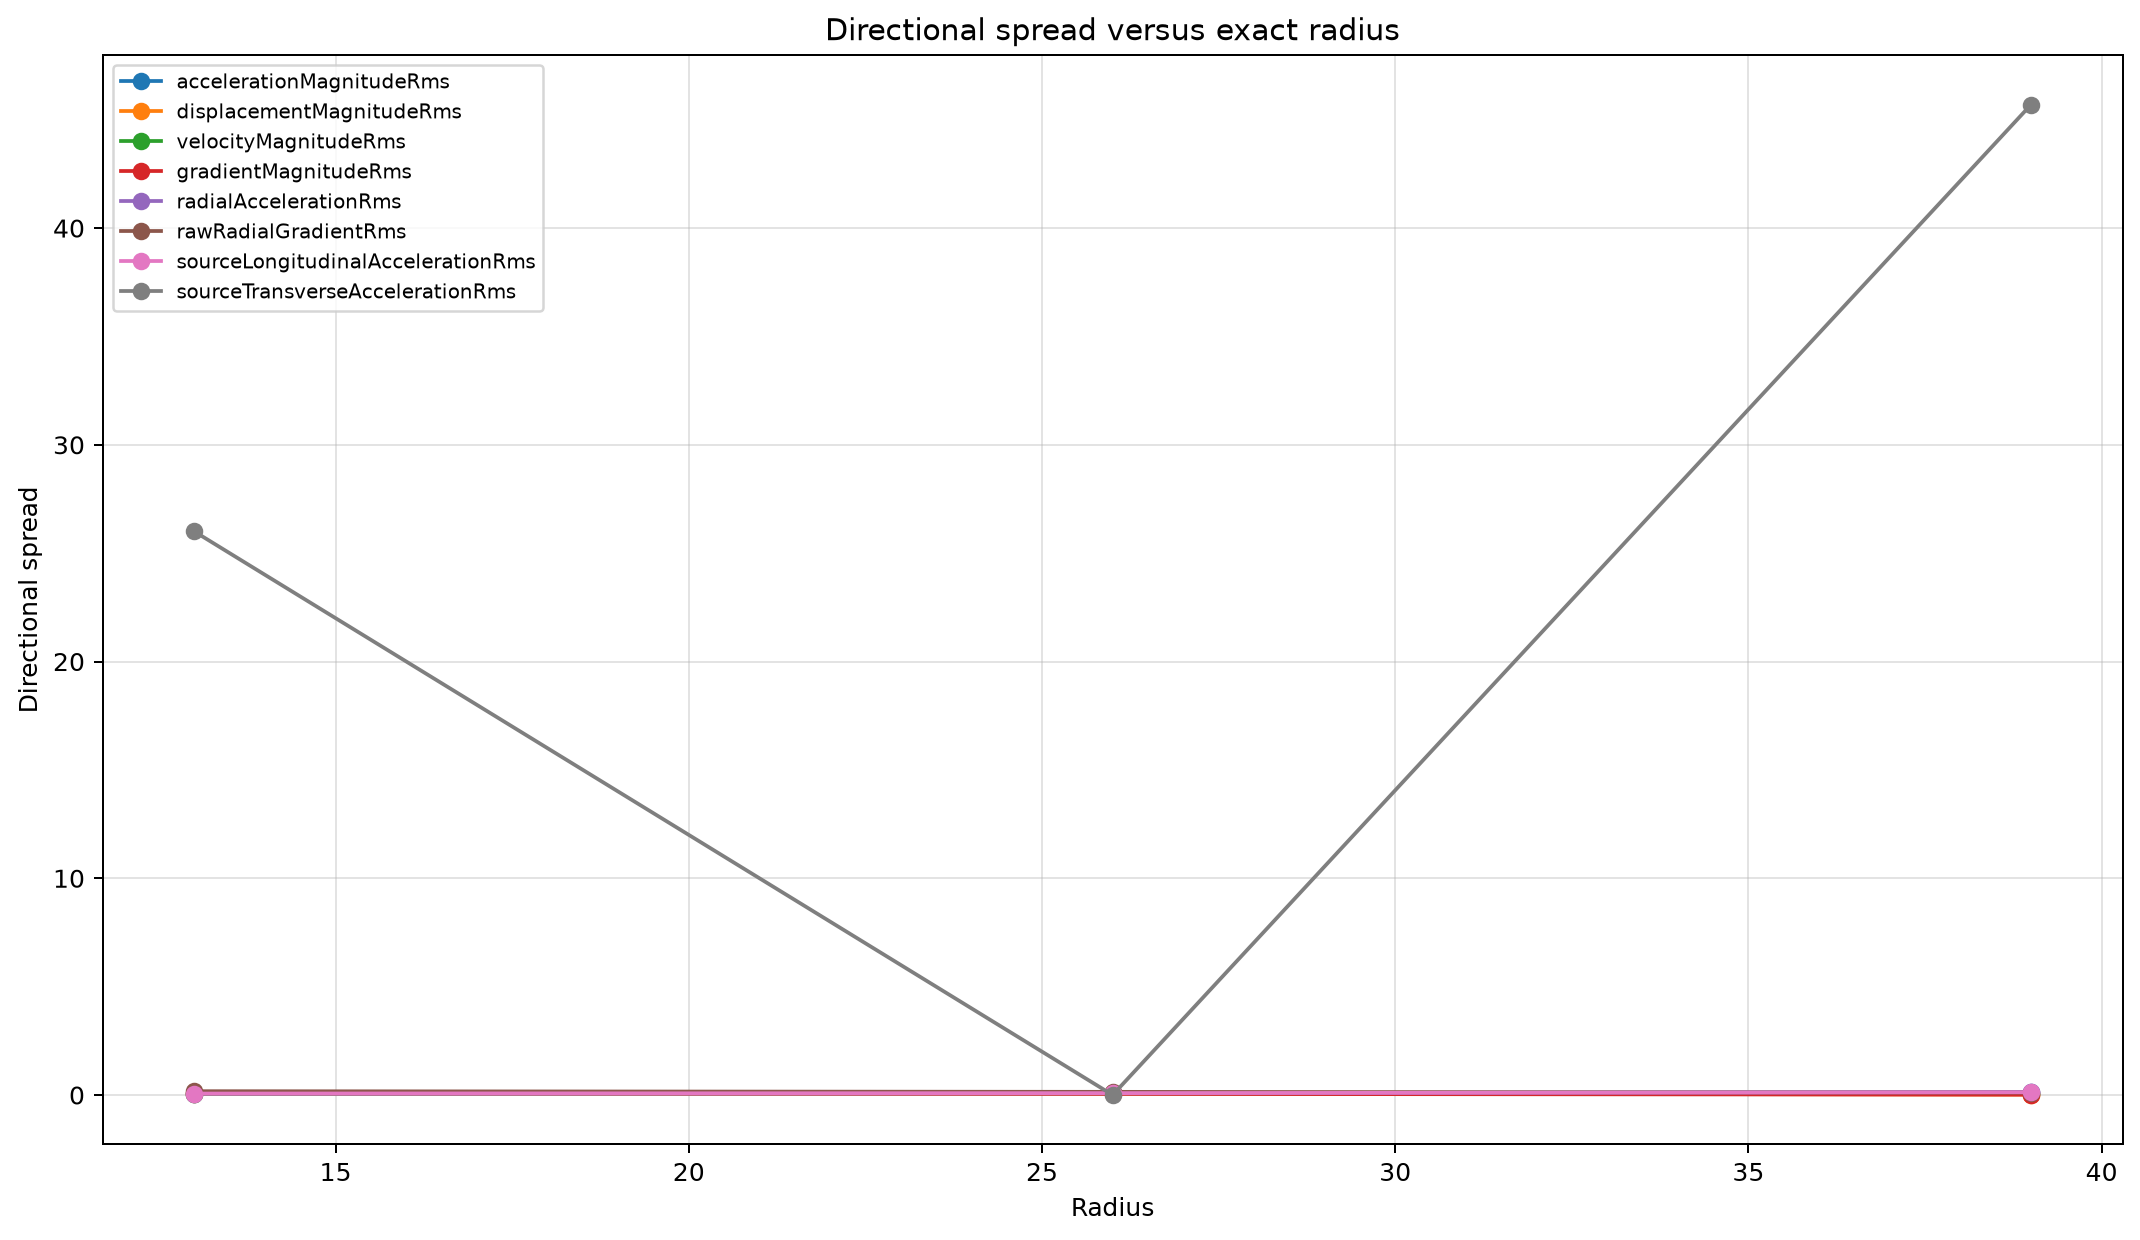 Directional spread versus exact radius
accelerationMagnitudeRms
displacementMagnitudeRms
velocityMagnitudeRms
gradientMagnitudeRms
radialAccelerationRms
rawRadialGradientRms
sourceLongitudinalAccelerationRms
sourceTransverseAccelerationRms
Directional spread
40
30
20
10
0
15 20 25 30 35 40
Radius